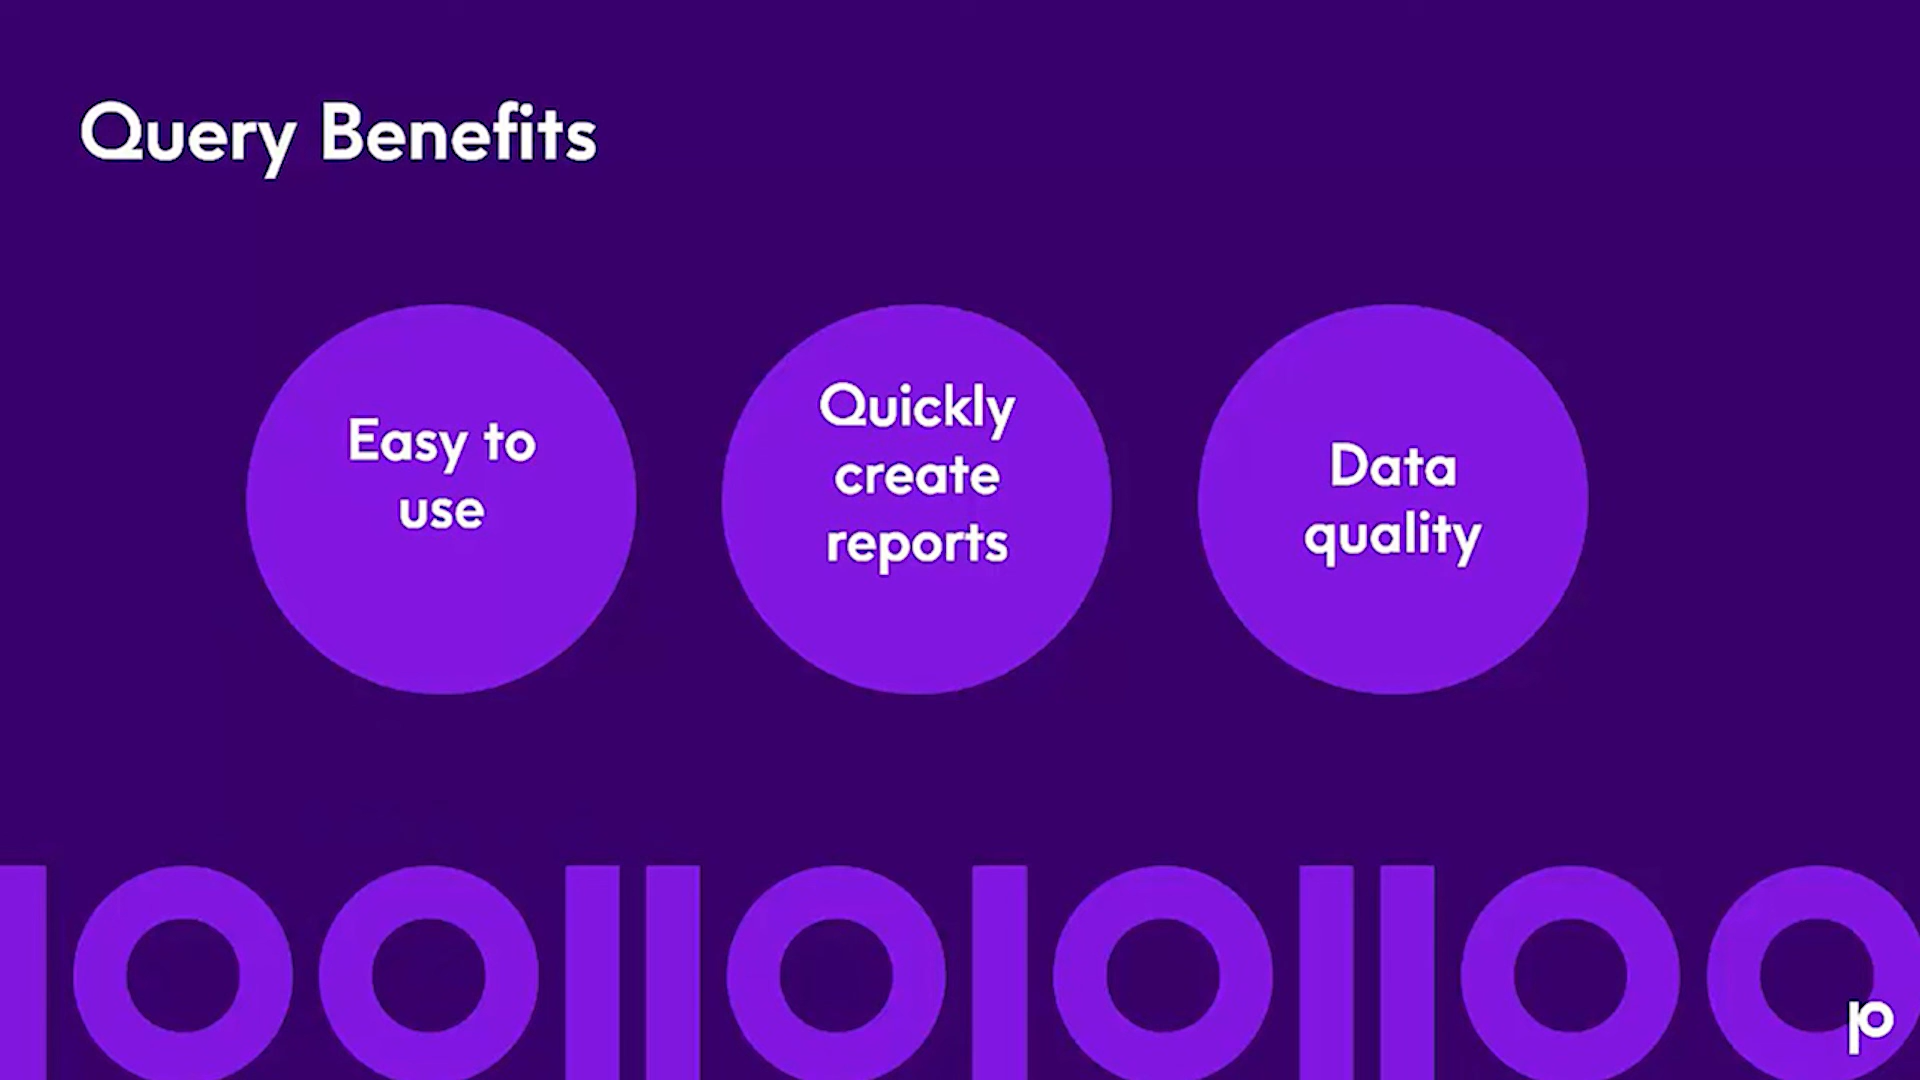 Query Benefits
Easy to
use
Quickly
create
reports
Data
quality